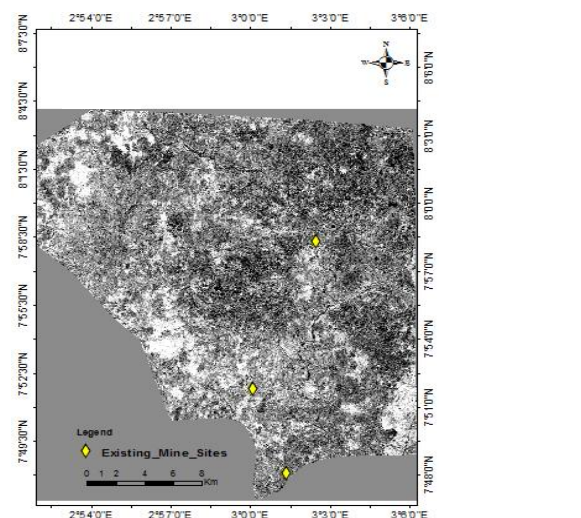 2°54'0"E 2°57'0"E 3°0'0"E 3°3'0"E 3°6'0"E
8°7'30"N
8°4'30"N
8°1'30"N
7°58'30"N
7°55'30"N
7°52'30"N
7°49'30"N
N
W E
S
8°6'0"N
8°3'0"N
8°0'0"N
7°57'0"N
7°54'0"N
7°51'0"N
7°48'0"N
Legend
Existing_Mine_Sites
0 1 2 4 6 8
Km
2°54'0"E 2°57'0"E 3°0'0"E 3°3'0"E 3°6'0"E